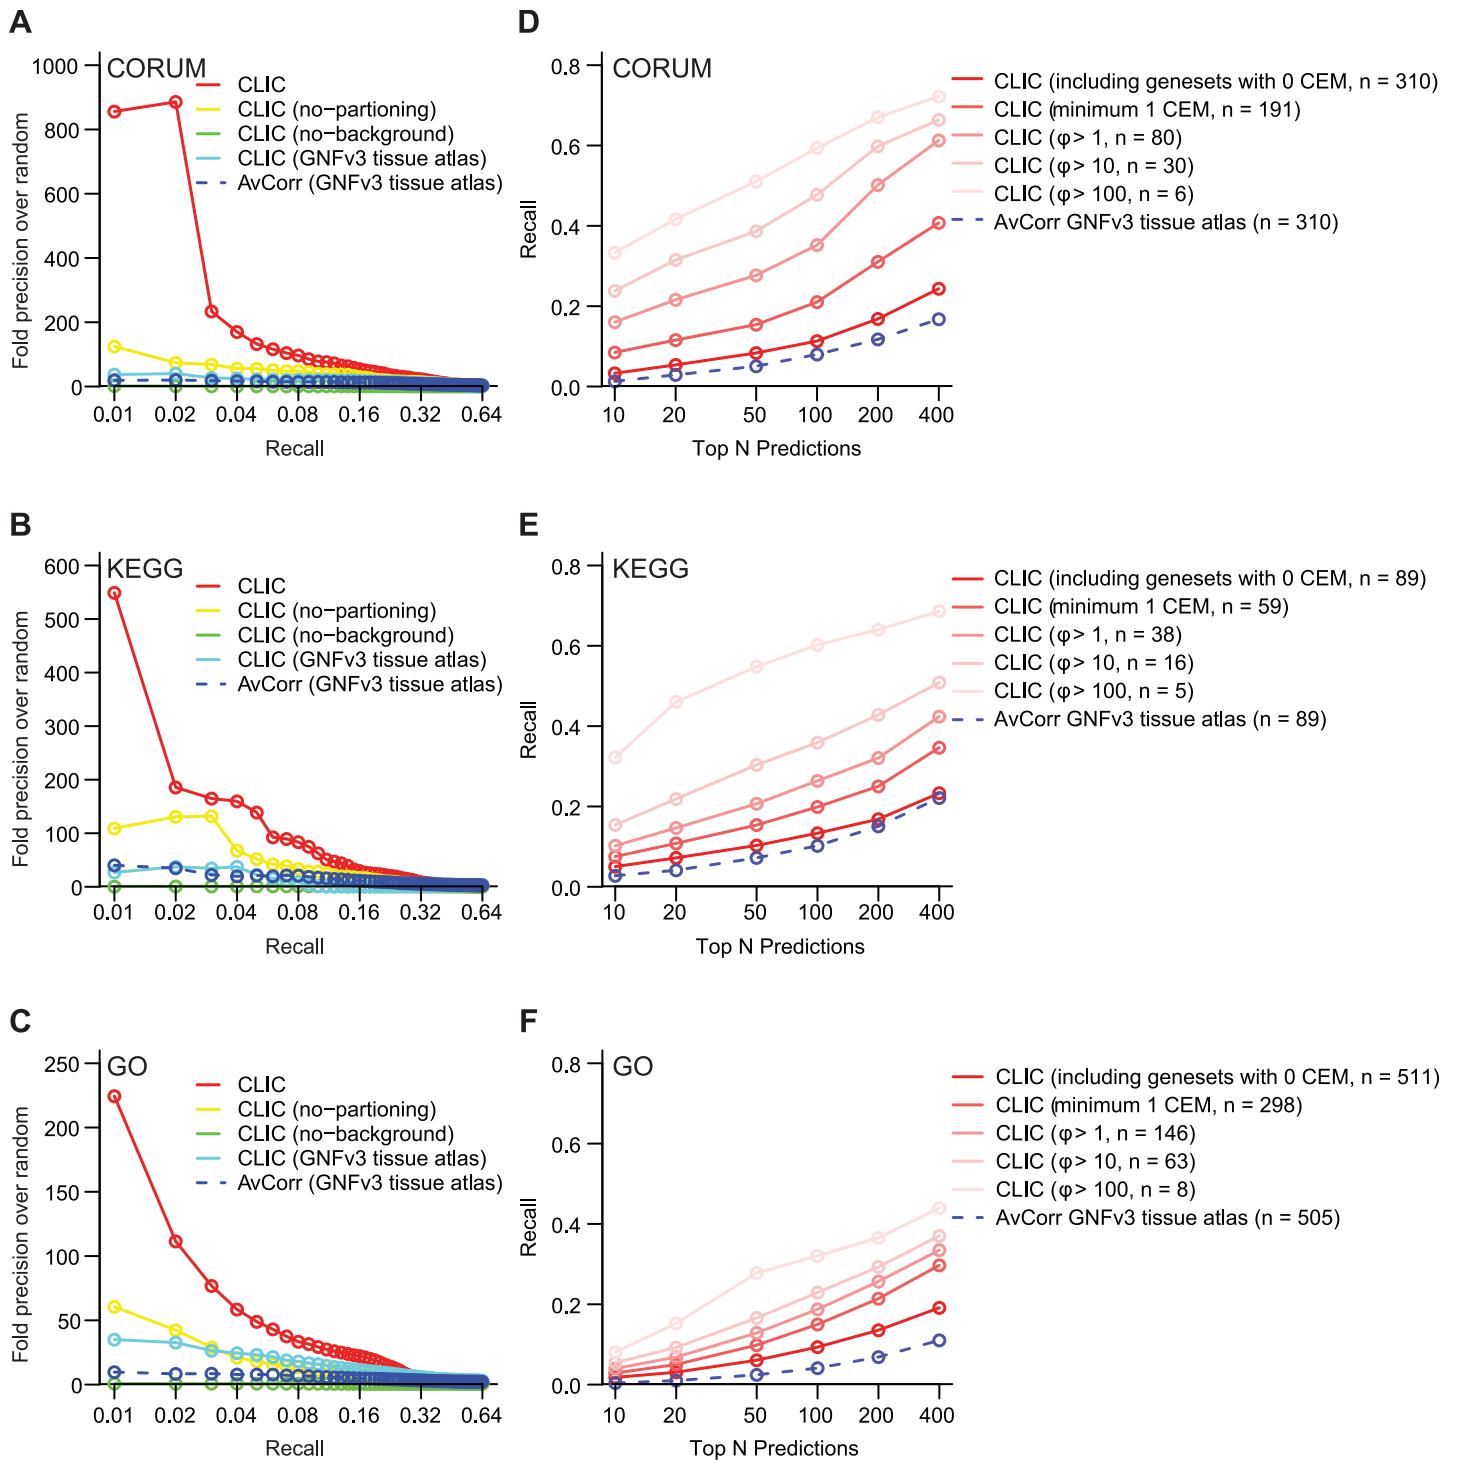 A
CORUM
Fold precision over random
1000
800
600
400
200
0
0.01 0.02 0.04 0.08 0.16 0.32 0.64
Recall
CLIC
CLIC (no−partioning)
CLIC (no−background)
CLIC (GNFv3 tissue atlas)
AvCorr (GNFv3 tissue atlas)
D
CORUM
Recall
0.8
0.6
0.4
0.2
0.0
10 20 50 100 200 400
Top N Predictions
CLIC (including genesets with 0 CEM, n = 310)
CLIC (minimum 1 CEM, n = 191)
CLIC (φ > 1, n = 80)
CLIC (φ > 10, n = 30)
CLIC (φ > 100, n = 6)
AvCorr GNFv3 tissue atlas (n = 310)
B
KEGG
Fold precision over random
600
500
400
300
200
100
0
0.01 0.02 0.04 0.08 0.16 0.32 0.64
Recall
CLIC
CLIC (no−partioning)
CLIC (no−background)
CLIC (GNFv3 tissue atlas)
AvCorr (GNFv3 tissue atlas)
E
KEGG
Recall
0.8
0.6
0.4
0.2
0.0
10 20 50 100 200 400
Top N Predictions
CLIC (including genesets with 0 CEM, n = 89)
CLIC (minimum 1 CEM, n = 59)
CLIC (φ > 1, n = 38)
CLIC (φ > 10, n = 16)
CLIC (φ > 100, n = 5)
AvCorr GNFv3 tissue atlas (n = 89)
C
GO
Fold precision over random
250
200
150
100
50
0
0.01 0.02 0.04 0.08 0.16 0.32 0.64
Recall
CLIC
CLIC (no−partioning)
CLIC (no−background)
CLIC (GNFv3 tissue atlas)
AvCorr (GNFv3 tissue atlas)
F
GO
Recall
0.8
0.6
0.4
0.2
0.0
10 20 50 100 200 400
Top N Predictions
CLIC (including genesets with 0 CEM, n = 511)
CLIC (minimum 1 CEM, n = 298)
CLIC (φ > 1, n = 146)
CLIC (φ > 10, n = 63)
CLIC (φ > 100, n = 8)
AvCorr GNFv3 tissue atlas (n = 505)